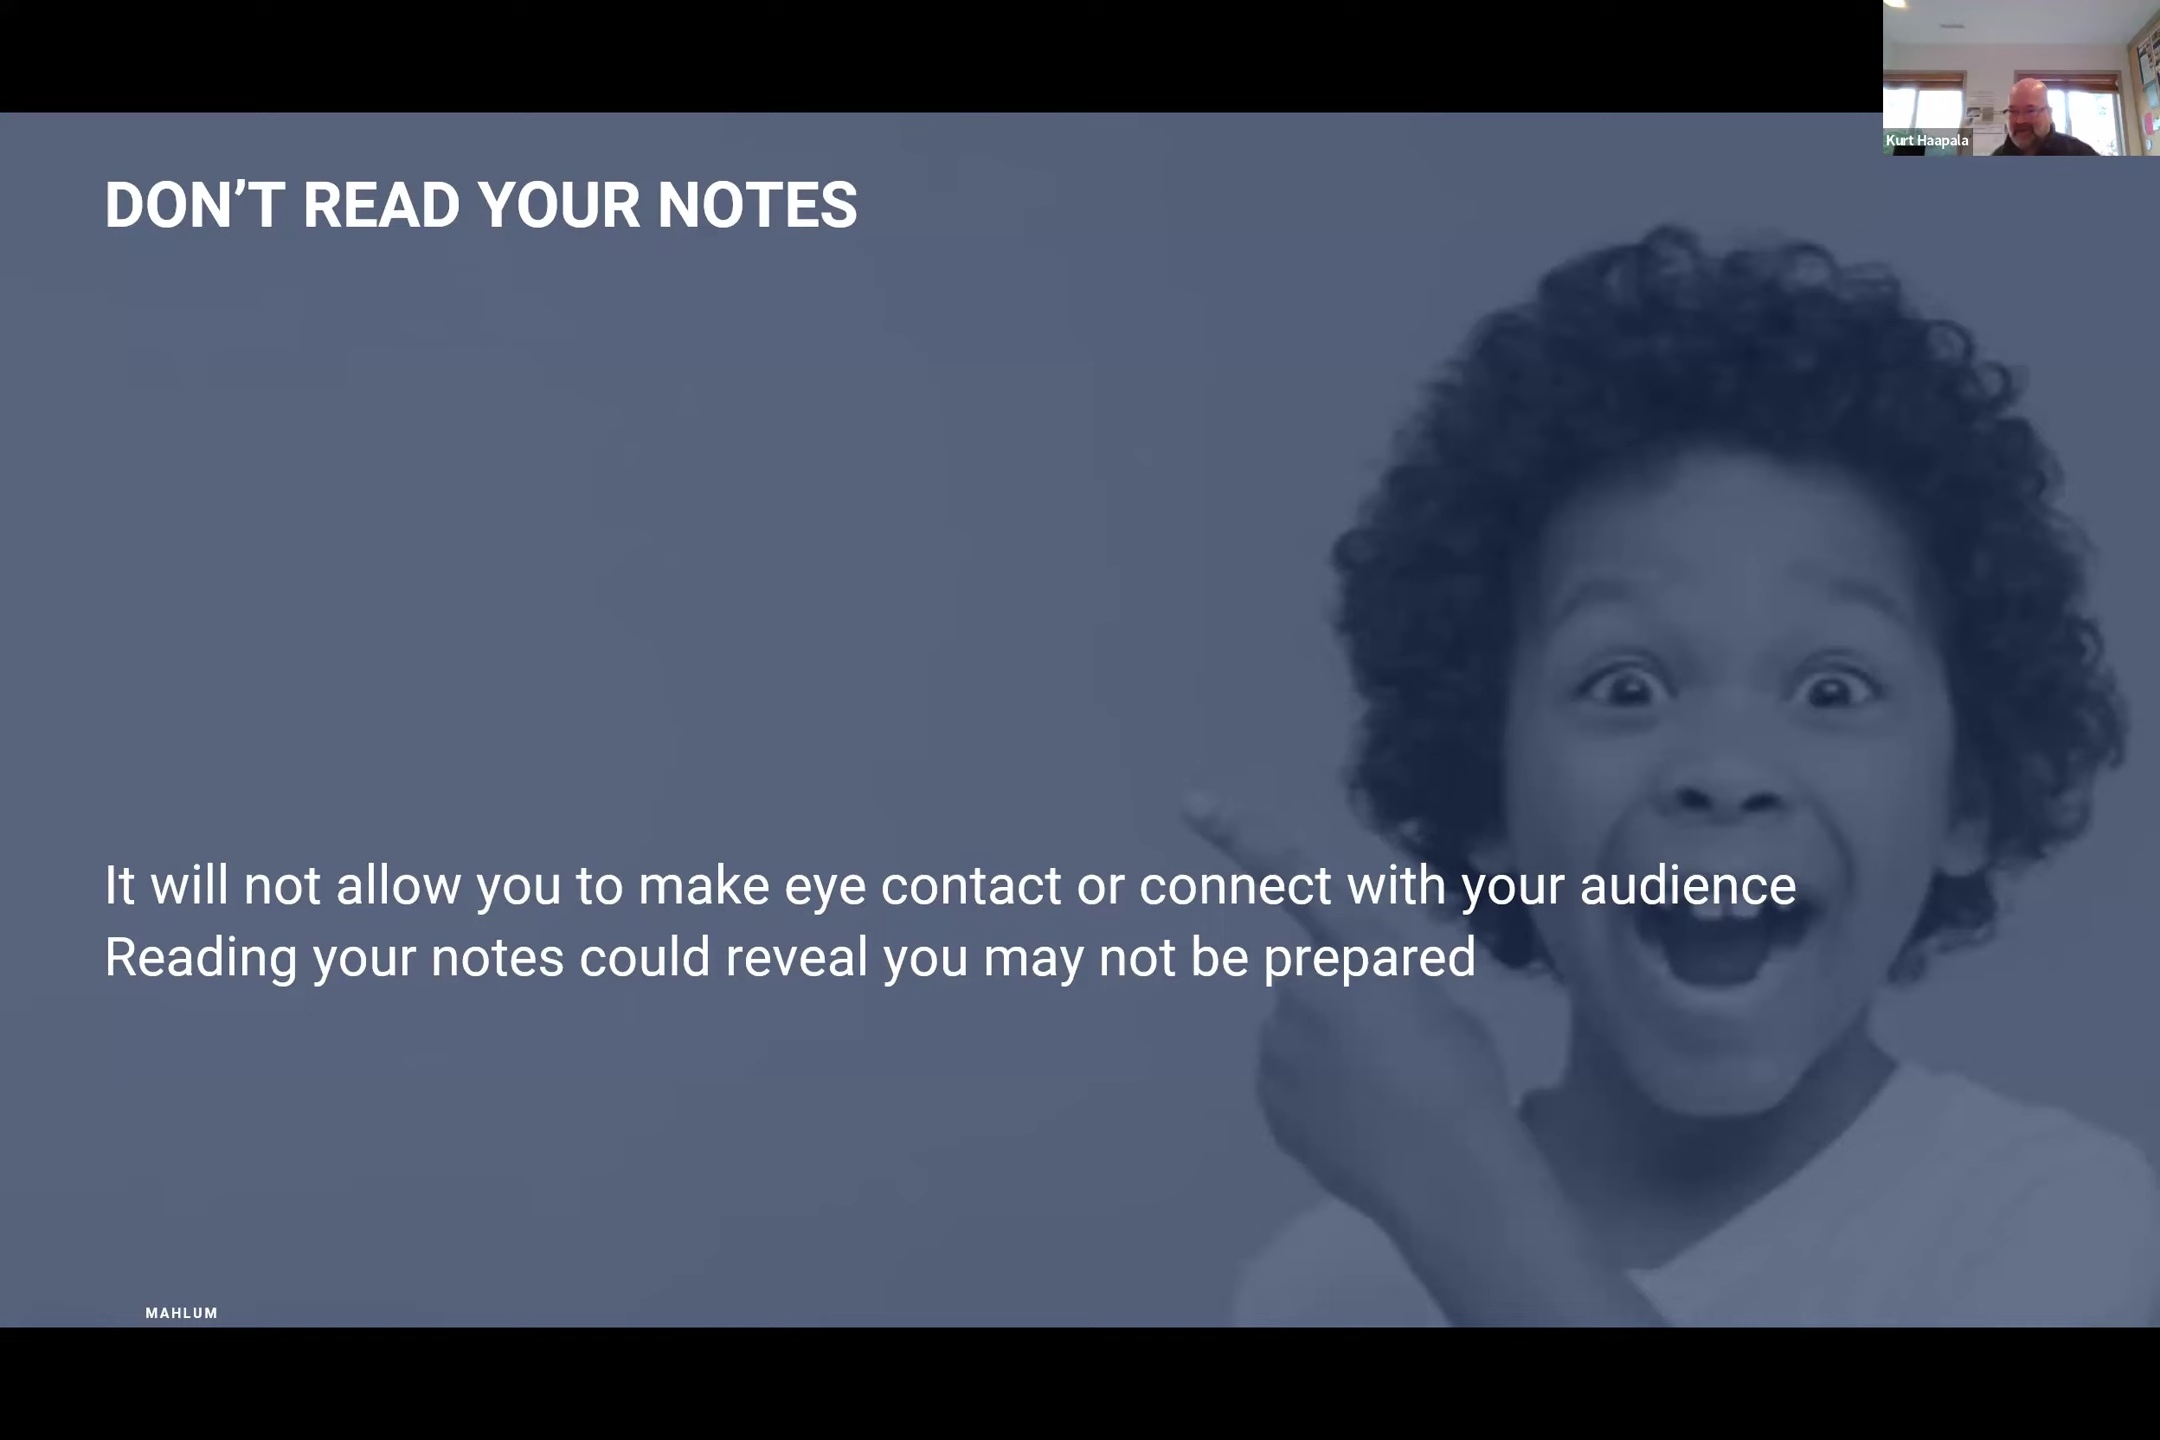 Kurt Haapala
DON’T READ YOUR NOTES
It will not allow you to make eye contact or connect with your audience
Reading your notes could reveal you may not be prepared
MAHLUM